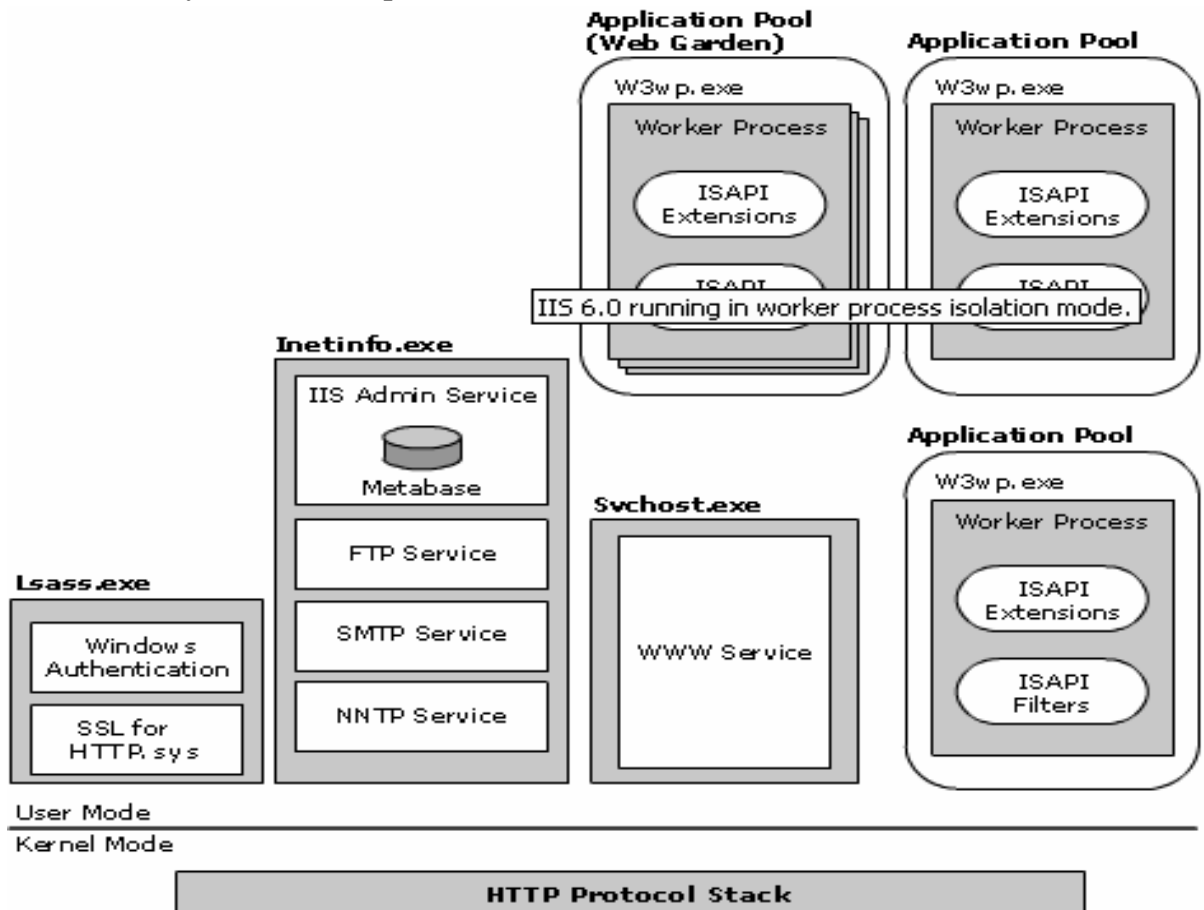 Application Pool
(Web Garden)
Application Pool
W3wp.exe
Worker Process
ISAPI
Extensions
W3wp.exe
Worker Process
ISAPI
Extensions
IIS 6.0 running in worker process isolation mode.
Inetinfo.exe
IIS Admin Service
Metabase
FTP Service
SMTP Service
NNTP Service
Svchost.exe
WWW Service
Application Pool
W3wp.exe
Worker Process
ISAPI
Extensions
ISAPI
Filters
Lsass.exe
Windows
Authentication
SSL for
HTTP.sys
User Mode
Kernel Mode
HTTP Protocol Stack